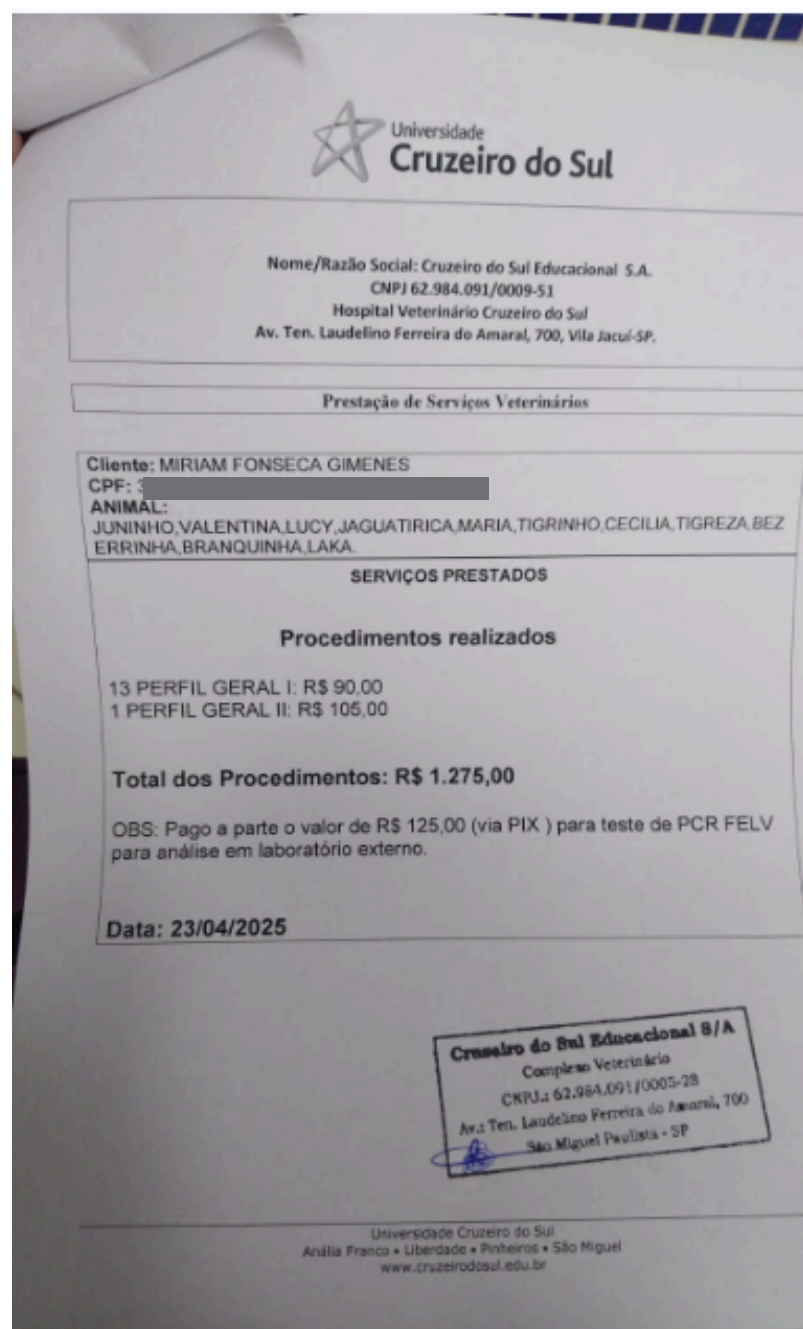 Universidade
Cruzeiro do Sul
Nome/Razão Social: Cruzeiro do Sul Educacional S.A.
CNPJ 62.984.091/0009-51
Hospital Veterinário Cruzeiro do Sul
Av. Ten. Laudelino Ferreira do Amaral, 700, Vila Jacuí-SP.
Prestação de Serviços Veterinários
Cliente: MIRIAM FONSECA GIMENES
CPF:
ANIMAL:
JUNINHO,VALENTINA,LUCY,JAGUATIRICA,MARIA,TIGRINHO,CECILIA,TIGREZA,BEZ
ERRINHA,BRANQUINHA,LAKA.
SERVIÇOS PRESTADOS
Procedimentos realizados
13 PERFIL GERAL I: R$ 90,00
1 PERFIL GERAL II: R$ 105,00
Total dos Procedimentos: R$ 1.275,00
OBS: Pago a parte o valor de R$ 125,00 (via PIX ) para teste de PCR FELV
para análise em laboratório externo.
Data: 23/04/2025
Cruzeiro do Sul Educacional S/A
Complexo Veterinário
CNPJ.: 62.984.091/0005-28
Av.: Ten. Laudelino Ferreira do Amaral, 700
São Miguel Paulista - SP
Universidade Cruzeiro do Sul
Anália Franco • Liberdade • Pinheiros • São Miguel
www.cruzeirodosul.edu.br